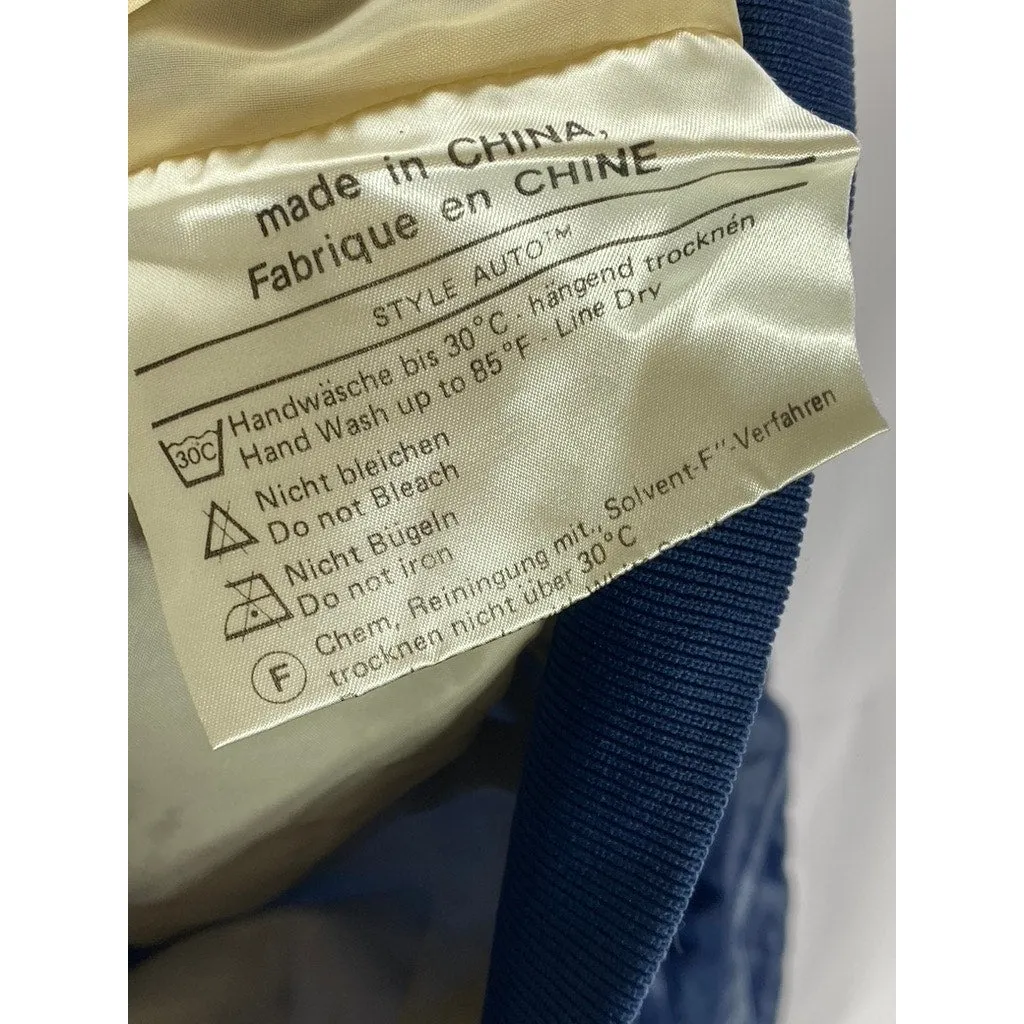 made in CHINA,
Fabrique en CHINE
STYLE AUTO™
30°C
Handwäsche bis 30°C - hängend trocknén
Hand Wash up to 85°F - Line Dry
Nicht bleichen
Do not Bleach
Nicht Bügeln
Do not iron
F
Chem, Reiningung mit,, Solvent-F"-Verfahren
trocknen nicht über 30°C